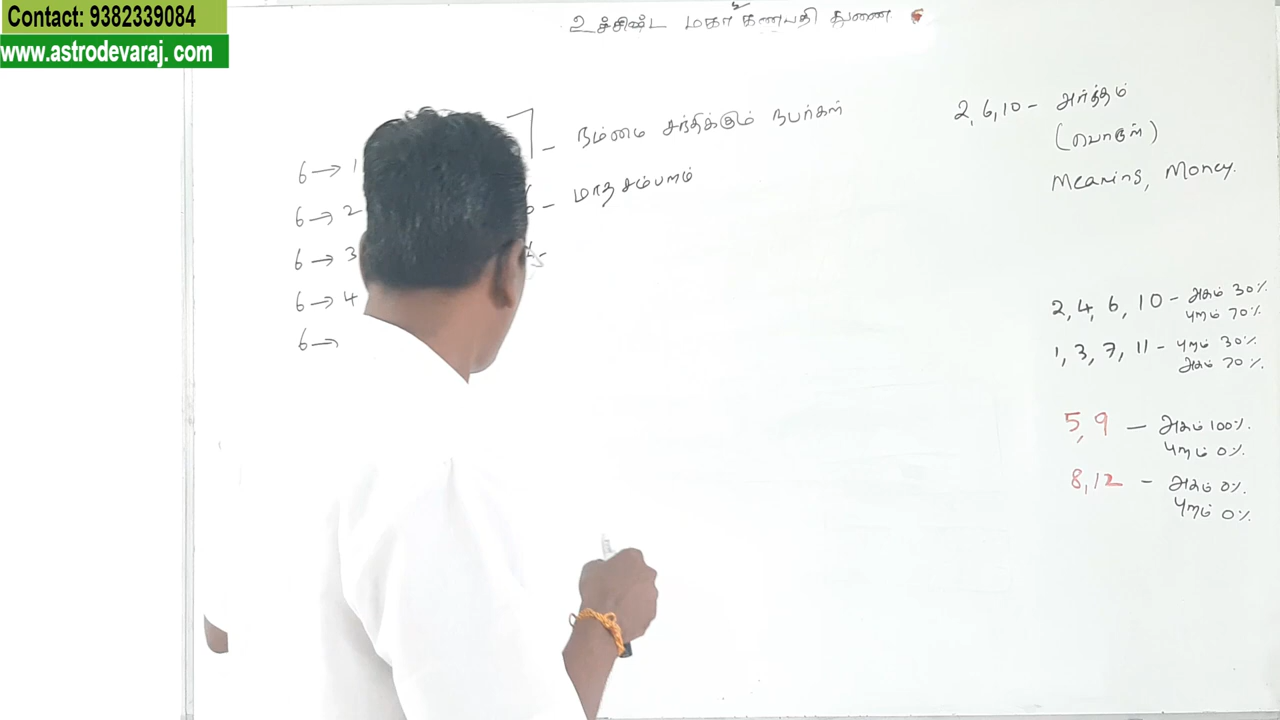 Contact: 9382339084
www.astrodevaraj. com
உச்சிஷ்ட மகா கணபதி துணை
6 → 1 7 - நம்மை சந்திக்கும் நபர்கள்
6 → 2 6 - மாத சம்பளம்
6 → 3
6 → 4
6 →
2, 6, 10 - அர்த்தம்
(பொருள்)
Meaning, Money.
2, 4, 6, 10 - அகம் 30%
புறம் 70%
1, 3, 7, 11 - புறம் 30%
அகம் 70%
5, 9 - அகம் 100%
புறம் 0%
8, 12 - அகம் 0%
புறம் 0%